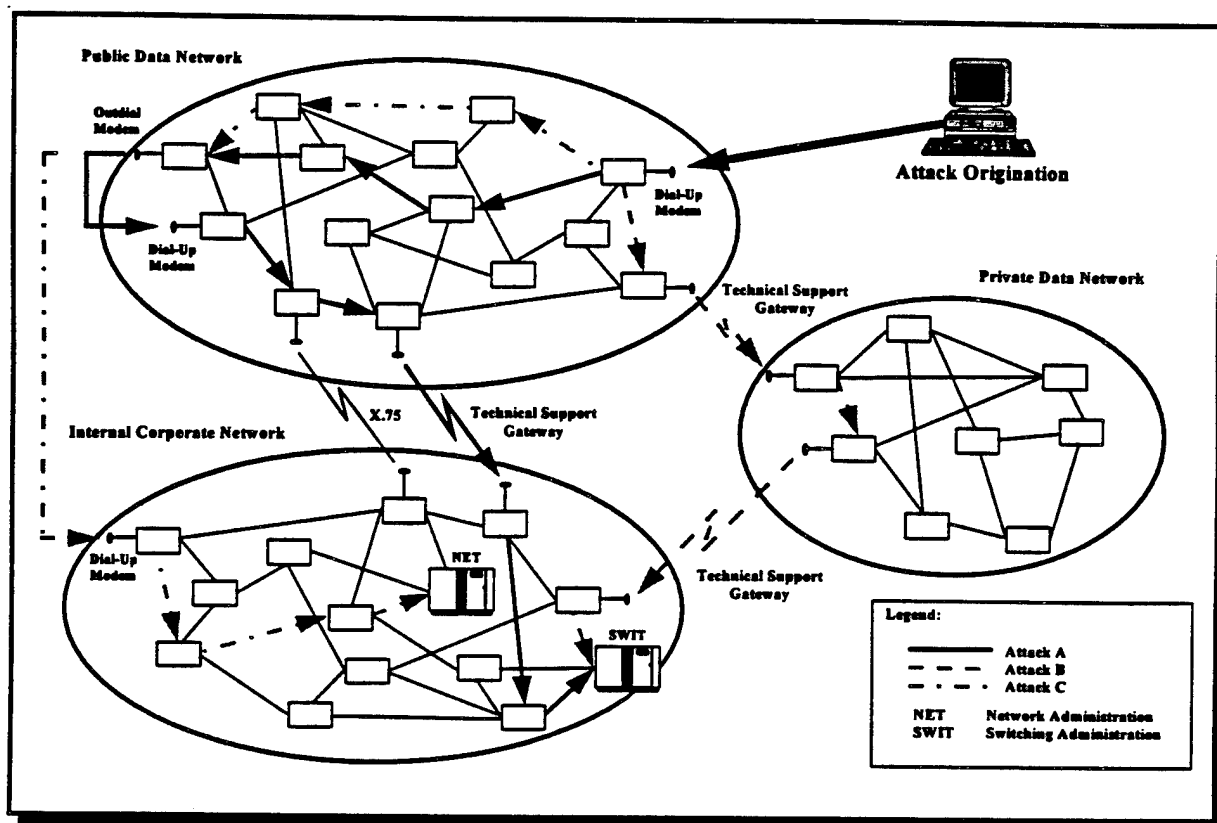 Public Data Network
Outdial
Modem
Attack Origination
Dial-Up
Modem
Dial-Up
Modem
Technical Support
Gateway
Private Data Network
X.75
Technical Support
Gateway
Internal Corporate Network
Dial-Up
Modem
NET
SWIT
Technical Support
Gateway
Legend:
Attack A
Attack B
Attack C
NET Network Administration
SWIT Switching Administration